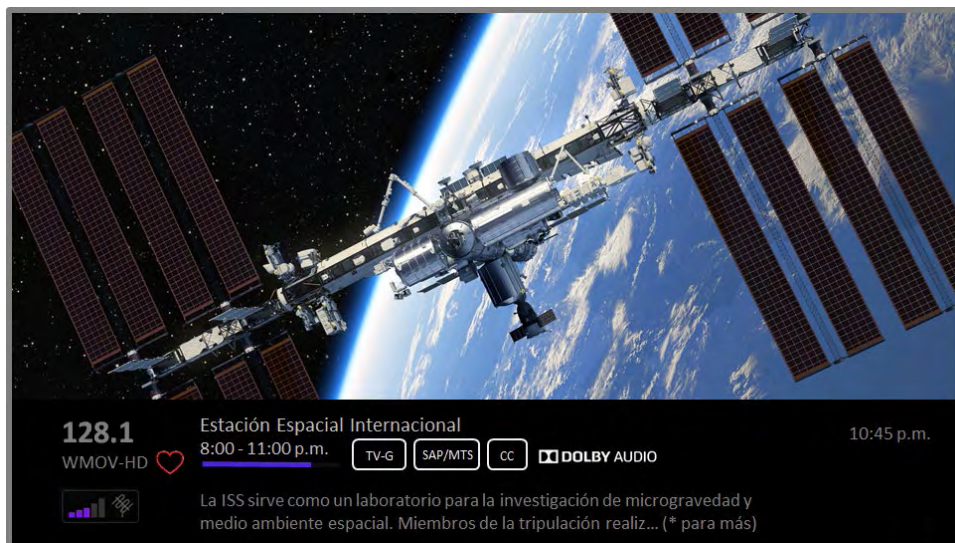 128.1
WMOV-HD
Estación Espacial Internacional
8:00 - 11:00 p.m.
TV-G
SAP/MTS
CC
DOLBY AUDIO
10:45 p.m.
La ISS sirve como un laboratorio para la investigación de microgravedad y
medio ambiente espacial. Miembros de la tripulación realiz... (* para más)